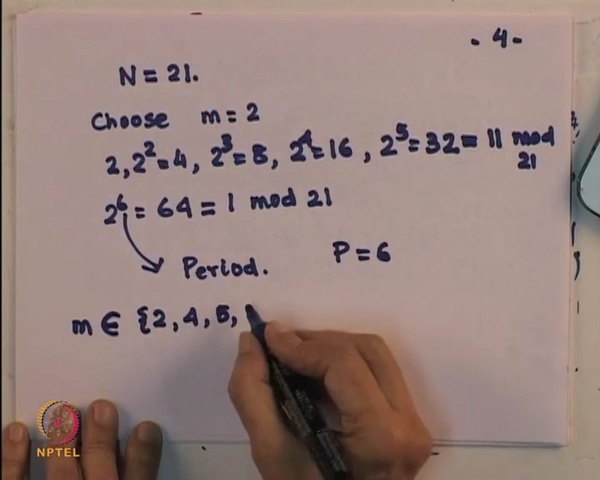 - 4 -
N = 21.
Choose m = 2
2, 2² = 4, 2³ = 8, 2⁴ = 16, 2⁵ = 32 = 11 mod
21
2⁶ = 64 = 1 mod 21
Period. P = 6
m ∈ {2, 4, 5,
NPTEL